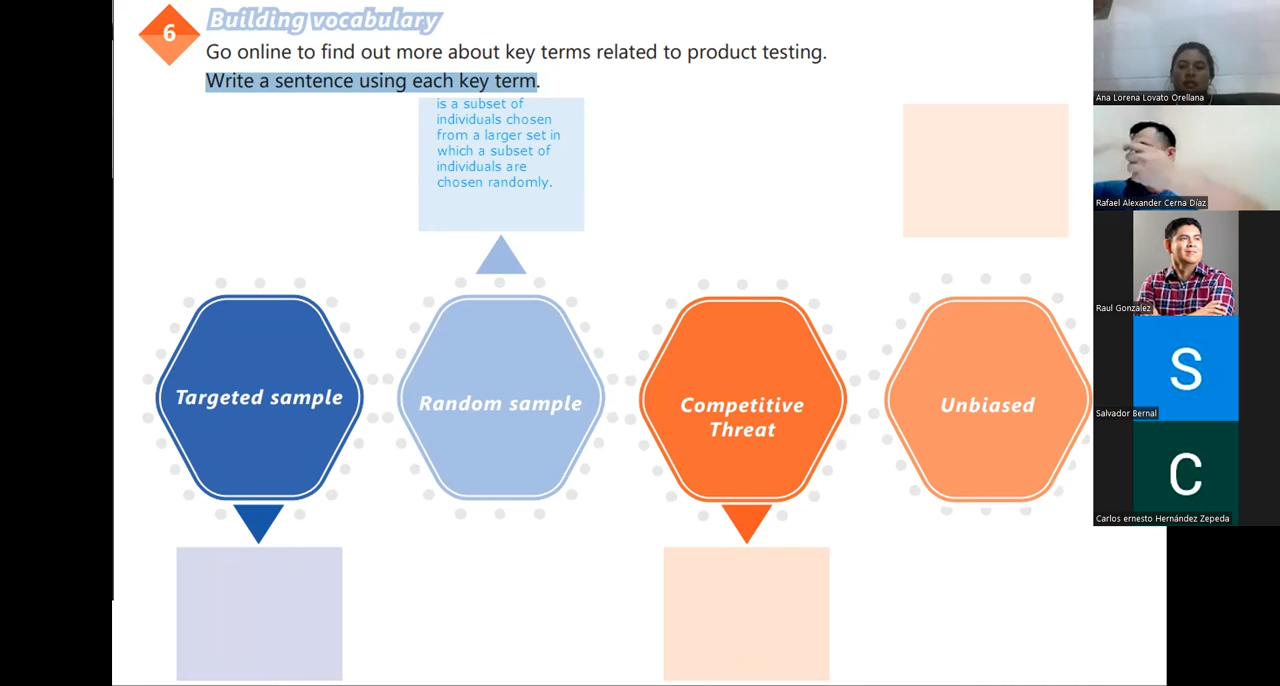 6
Building vocabulary
Go online to find out more about key terms related to product testing.
Write a sentence using each key term.
is a subset of
individuals chosen
from a larger set in
which a subset of
individuals are
chosen randomly.
Targeted sample
Random sample
Competitive
Threat
Unbiased
Ana Lorena Lovato Orellana
Rafael Alexander Cerna Díaz
Raul Gonzalez
S
Salvador Bernal
C
Carlos ernesto Hernández Zepeda